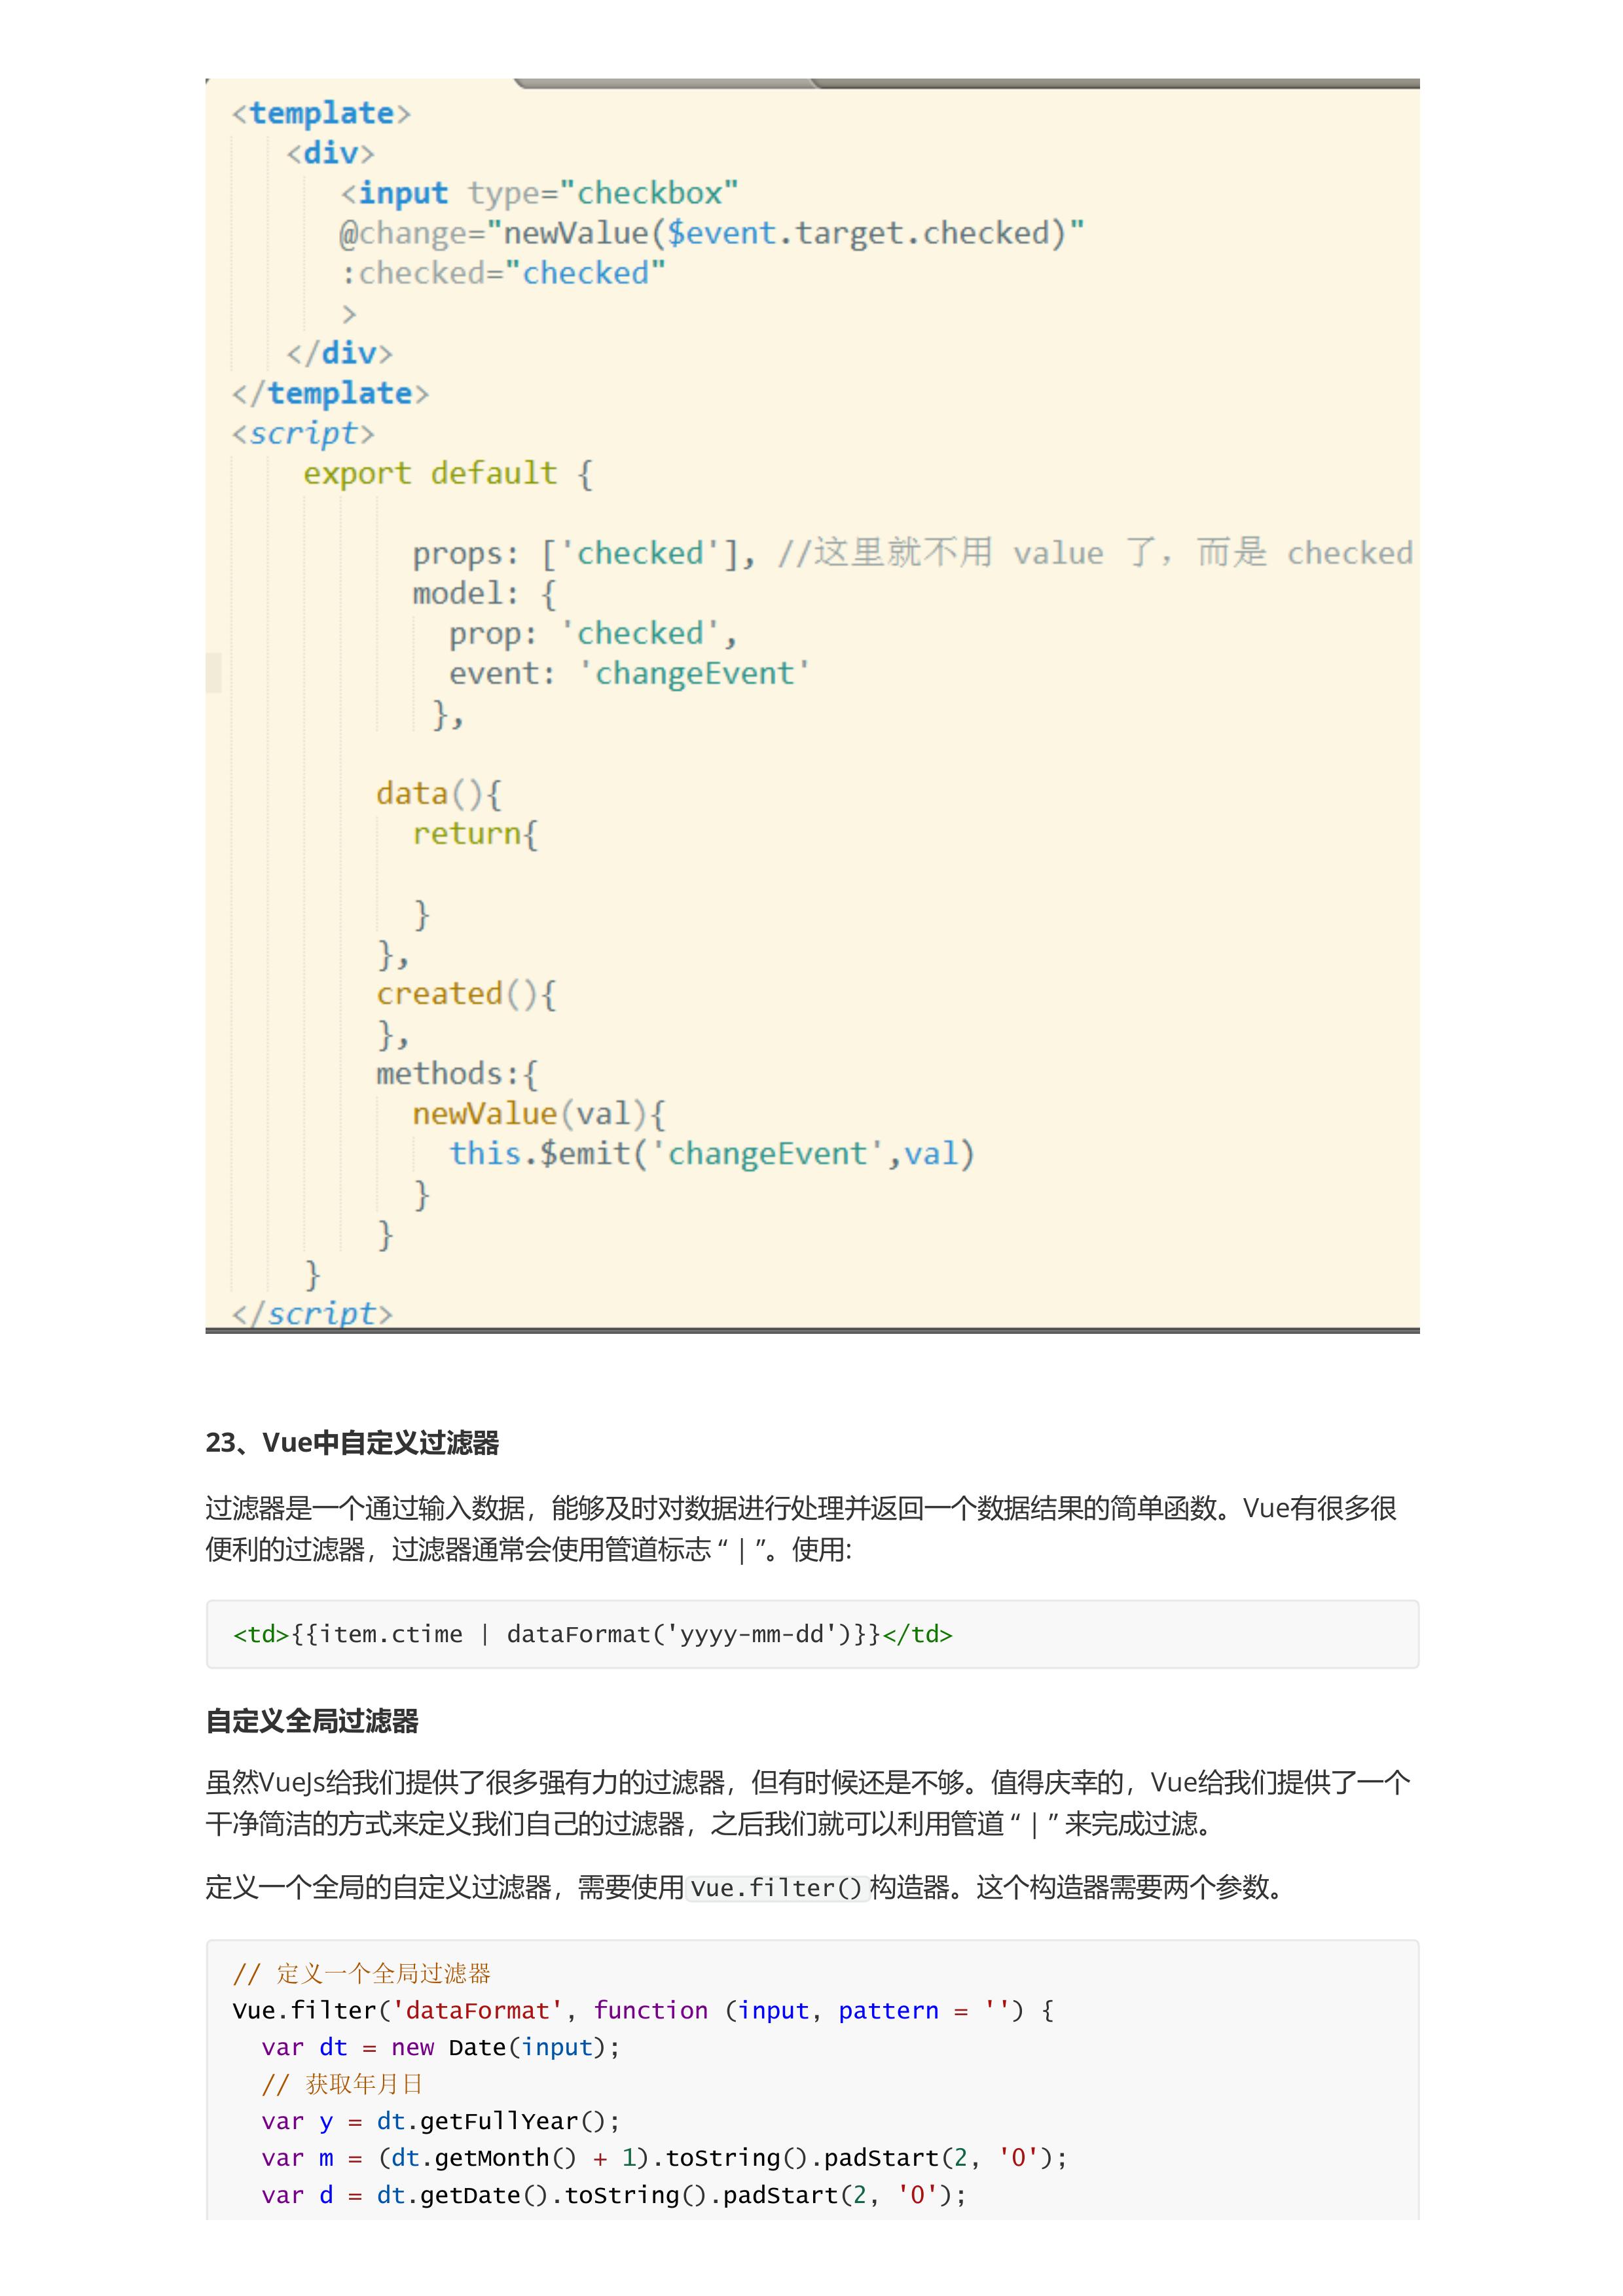 <template>
<div>
<input type="checkbox"
@change="newValue($event.target.checked)"
:checked="checked"
>
</div>
</template>
<script>
export default {
props: ['checked'], //这里就不用 value 了，而是 checked
model: {
prop: 'checked',
event: 'changeEvent'
},
data(){
return{
}
},
created(){
},
methods:{
newValue(val){
this.$emit('changeEvent',val)
}
}
}
</script>
23、Vue中自定义过滤器
过滤器是一个通过输入数据，能够及时对数据进行处理并返回一个数据结果的简单函数。Vue有很多很
便利的过滤器，过滤器通常会使用管道标志 “ | ”。使用:
<td>{{item.ctime | dataFormat('yyyy-mm-dd')}}</td>
自定义全局过滤器
虽然VueJs给我们提供了很多强有力的过滤器，但有时候还是不够。值得庆幸的，Vue给我们提供了一个
干净简洁的方式来定义我们自己的过滤器，之后我们就可以利用管道 “ | ” 来完成过滤。
定义一个全局的自定义过滤器，需要使用Vue.filter()构造器。这个构造器需要两个参数。
// 定义一个全局过滤器
Vue.filter('dataFormat', function (input, pattern = '') {
var dt = new Date(input);
// 获取年月日
var y = dt.getFullYear();
var m = (dt.getMonth() + 1).toString().padStart(2, '0');
var d = dt.getDate().toString().padStart(2, '0');